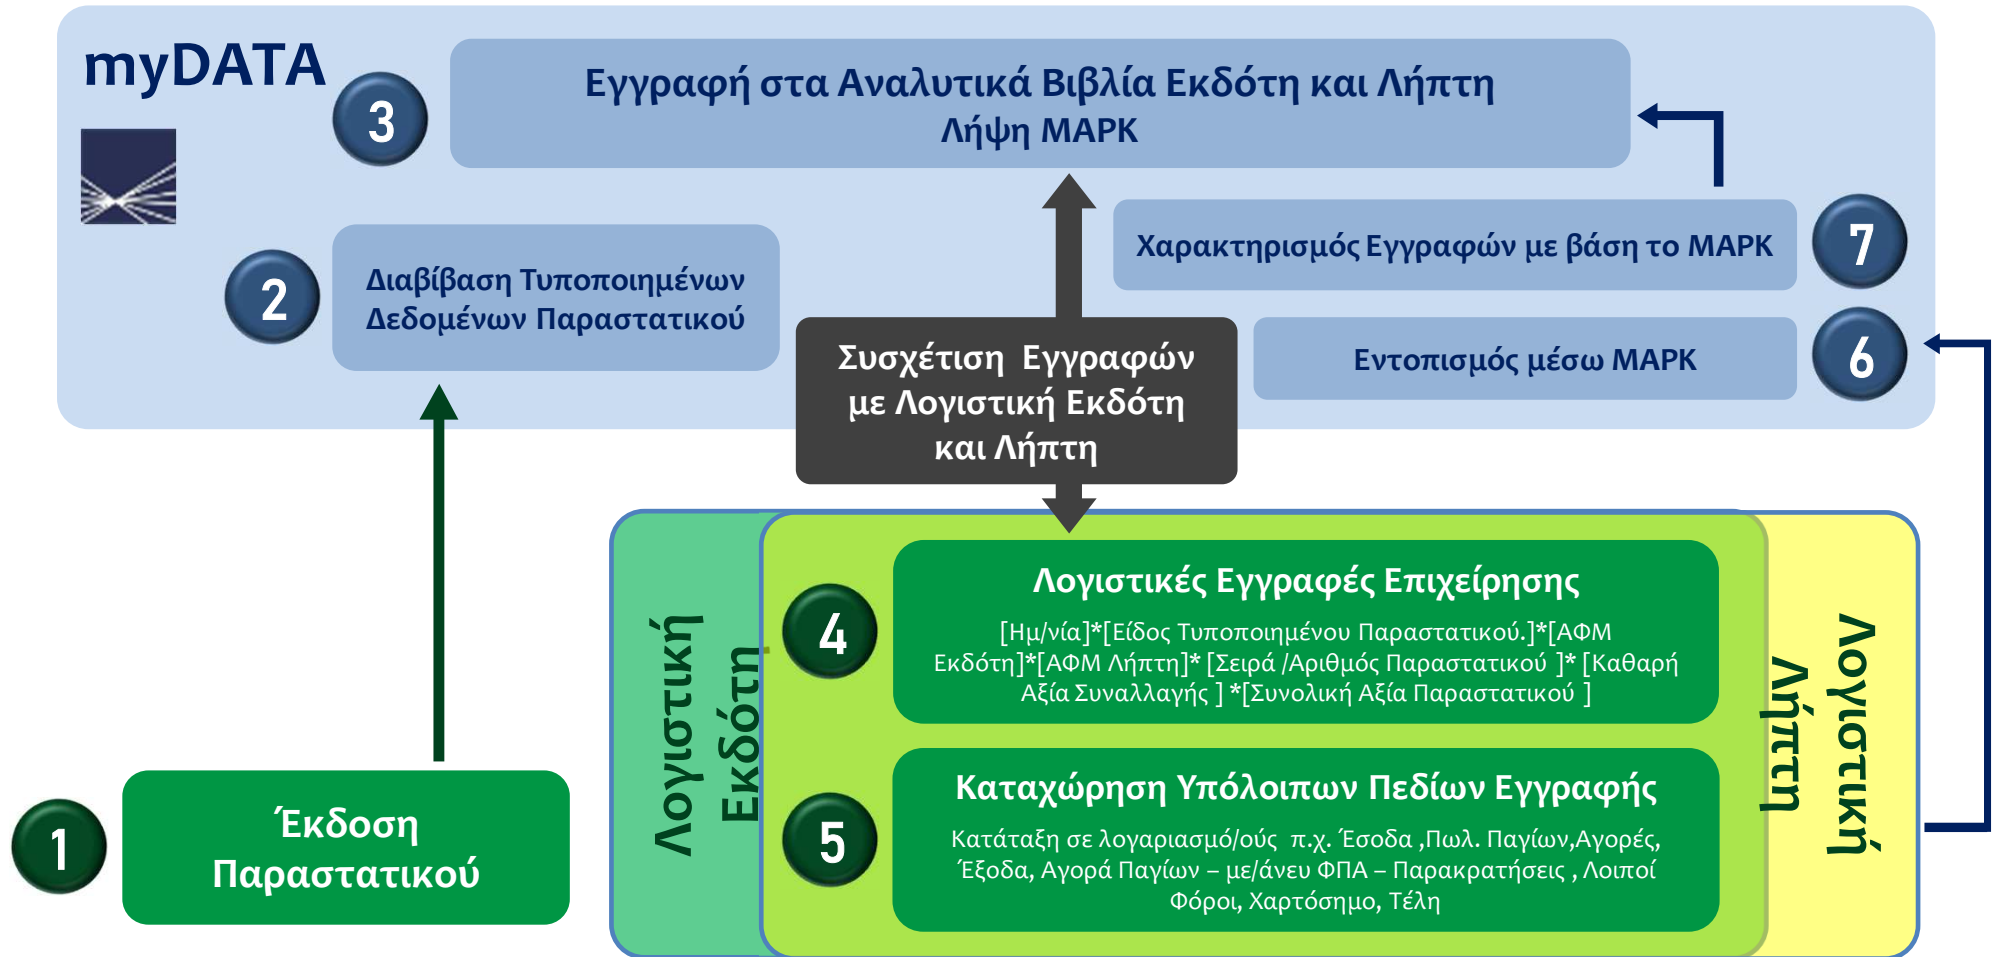 myDATA
3
Εγγραφή στα Αναλυτικά Βιβλία Εκδότη και Λήπτη
Λήψη ΜΑΡΚ
2
Διαβίβαση Τυποποιημένων
Δεδομένων Παραστατικού
Χαρακτηρισμός Εγγραφών με βάση το ΜΑΡΚ
7
Εντοπισμός μέσω ΜΑΡΚ
6
Συσχέτιση Εγγραφών
με Λογιστική Εκδότη
και Λήπτη
1
Έκδοση
Παραστατικού
Λογιστική
Εκδότη
4
Λογιστικές Εγγραφές Επιχείρησης
[Ημ/νία]*[Είδος Τυποποιημένου Παραστατικού.]*[ΑΦΜ
Εκδότη]*[ΑΦΜ Λήπτη]* [Σειρά /Αριθμός Παραστατικού ]* [Καθαρή
Αξία Συναλλαγής ] *[Συνολική Αξία Παραστατικού ]
5
Καταχώρηση Υπόλοιπων Πεδίων Εγγραφής
Κατάταξη σε λογαριασμό/ούς π.χ. Έσοδα ,Πωλ. Παγίων,Αγορές,
Έξοδα, Αγορά Παγίων – με/άνευ ΦΠΑ – Παρακρατήσεις , Λοιποί
Φόροι, Χαρτόσημο, Τέλη
Λογιστική
Λήπτη